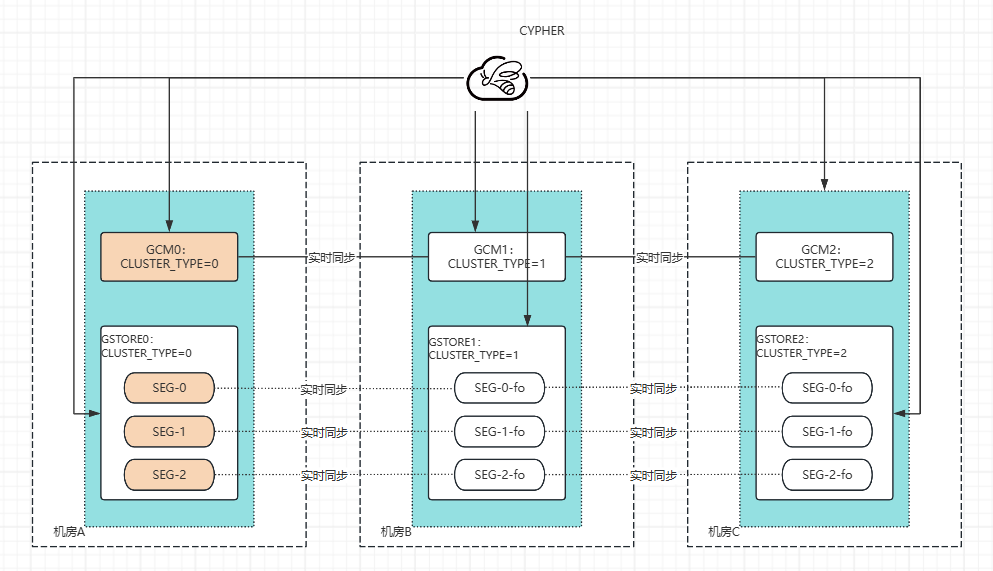 CYPHER
GCM0：
CLUSTER_TYPE=0
实时同步
GCM1：
CLUSTER_TYPE=1
实时同步
GCM2：
CLUSTER_TYPE=2
GSTORE0：
CLUSTER_TYPE=0
GSTORE1：
CLUSTER_TYPE=1
GSTORE2：
CLUSTER_TYPE=2
SEG-0
实时同步
SEG-0-fo
实时同步
SEG-0-fo
SEG-1
实时同步
SEG-1-fo
实时同步
SEG-1-fo
SEG-2
实时同步
SEG-2-fo
实时同步
SEG-2-fo
机房A
机房B
机房C